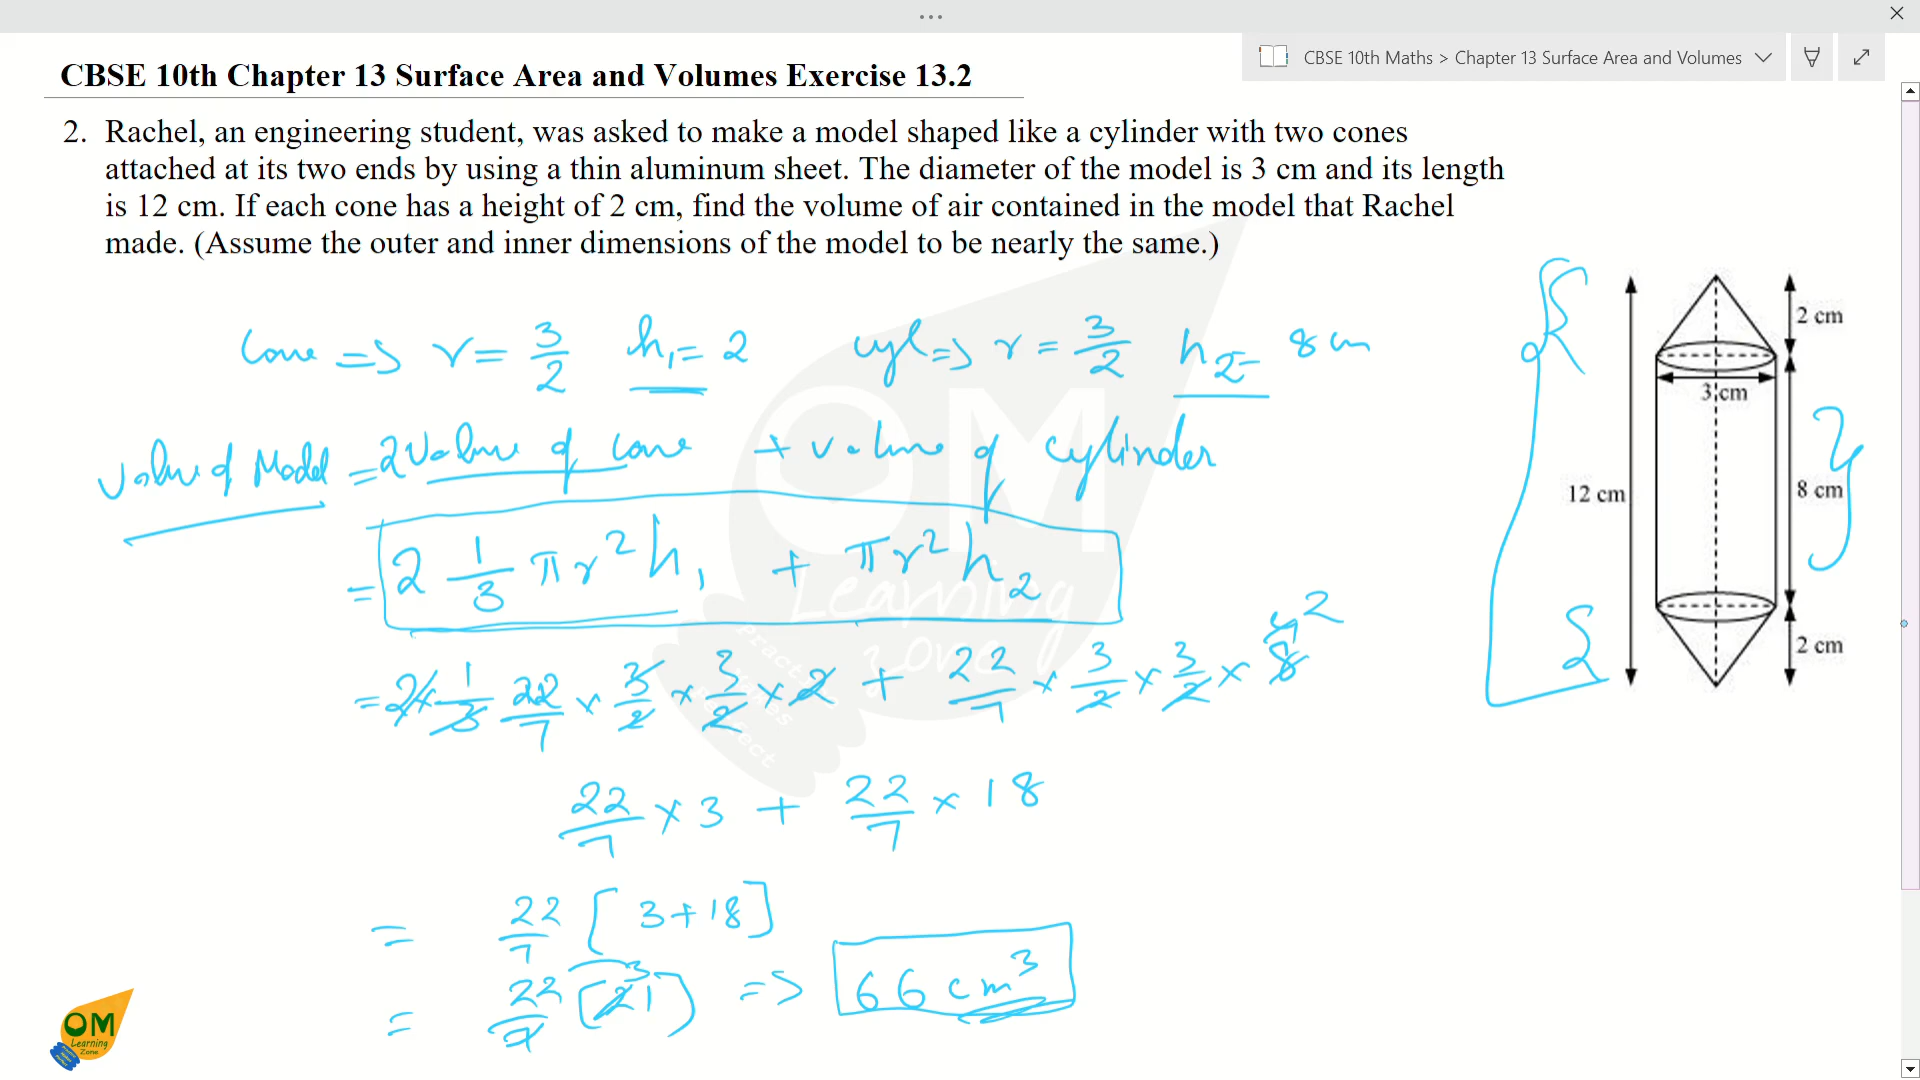 CBSE 10th Maths > Chapter 13 Surface Area and Volumes
CBSE 10th Chapter 13 Surface Area and Volumes Exercise 13.2
2. Rachel, an engineering student, was asked to make a model shaped like a cylinder with two cones
attached at its two ends by using a thin aluminum sheet. The diameter of the model is 3 cm and its length
is 12 cm. If each cone has a height of 2 cm, find the volume of air contained in the model that Rachel
made. (Assume the outer and inner dimensions of the model to be nearly the same.)
Cone => r = 3/2 h₁ = 2 cyl => r = 3/2 h₂ = 8 cm
= 2 Volume of Cone + volume of cylinder
= 2 1/3 πr²h₁ + πr²h₂
= 2 × 1/3 22/7 × 3/2 × 3/2 × 2 + 22/7 × 3/2 × 3/2 × 8 4 2
22/7 × 3 + 22/7 × 18
= 22/7 [3+18]
= 22/7 (21) 3 => 66 cm³
2 cm
3 cm
12 cm
8 cm
2 cm
OM
Learning
Zone
OM
Learning
Zone